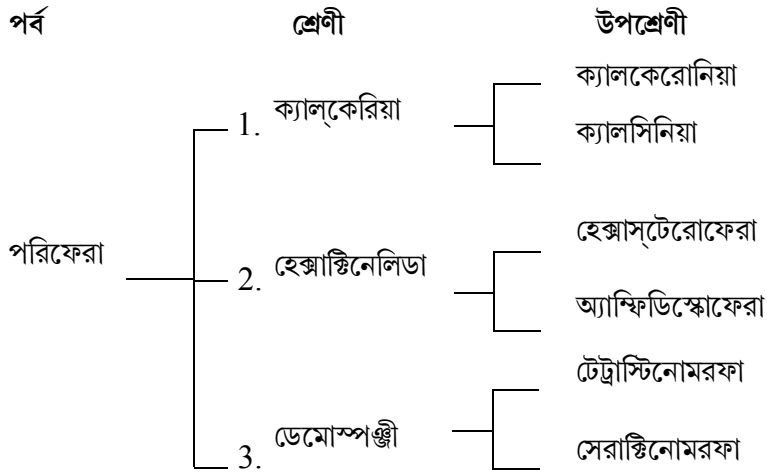 পর্ব শ্রেণী উপশ্রেণী
ক্যালকেরোনিয়া
1. ক্যাল্‌কেরিয়া
ক্যালসিনিয়া
হেক্সাস্‌টেরোফেরা
পরিফেরা
2. হেক্সাক্টিনেলিডা
অ্যাম্ফিডিস্কোফেরা
টেট্রাস্টিনোমরফা
3. ডেমোস্পঞ্জী
সেরাক্টিনোমরফা